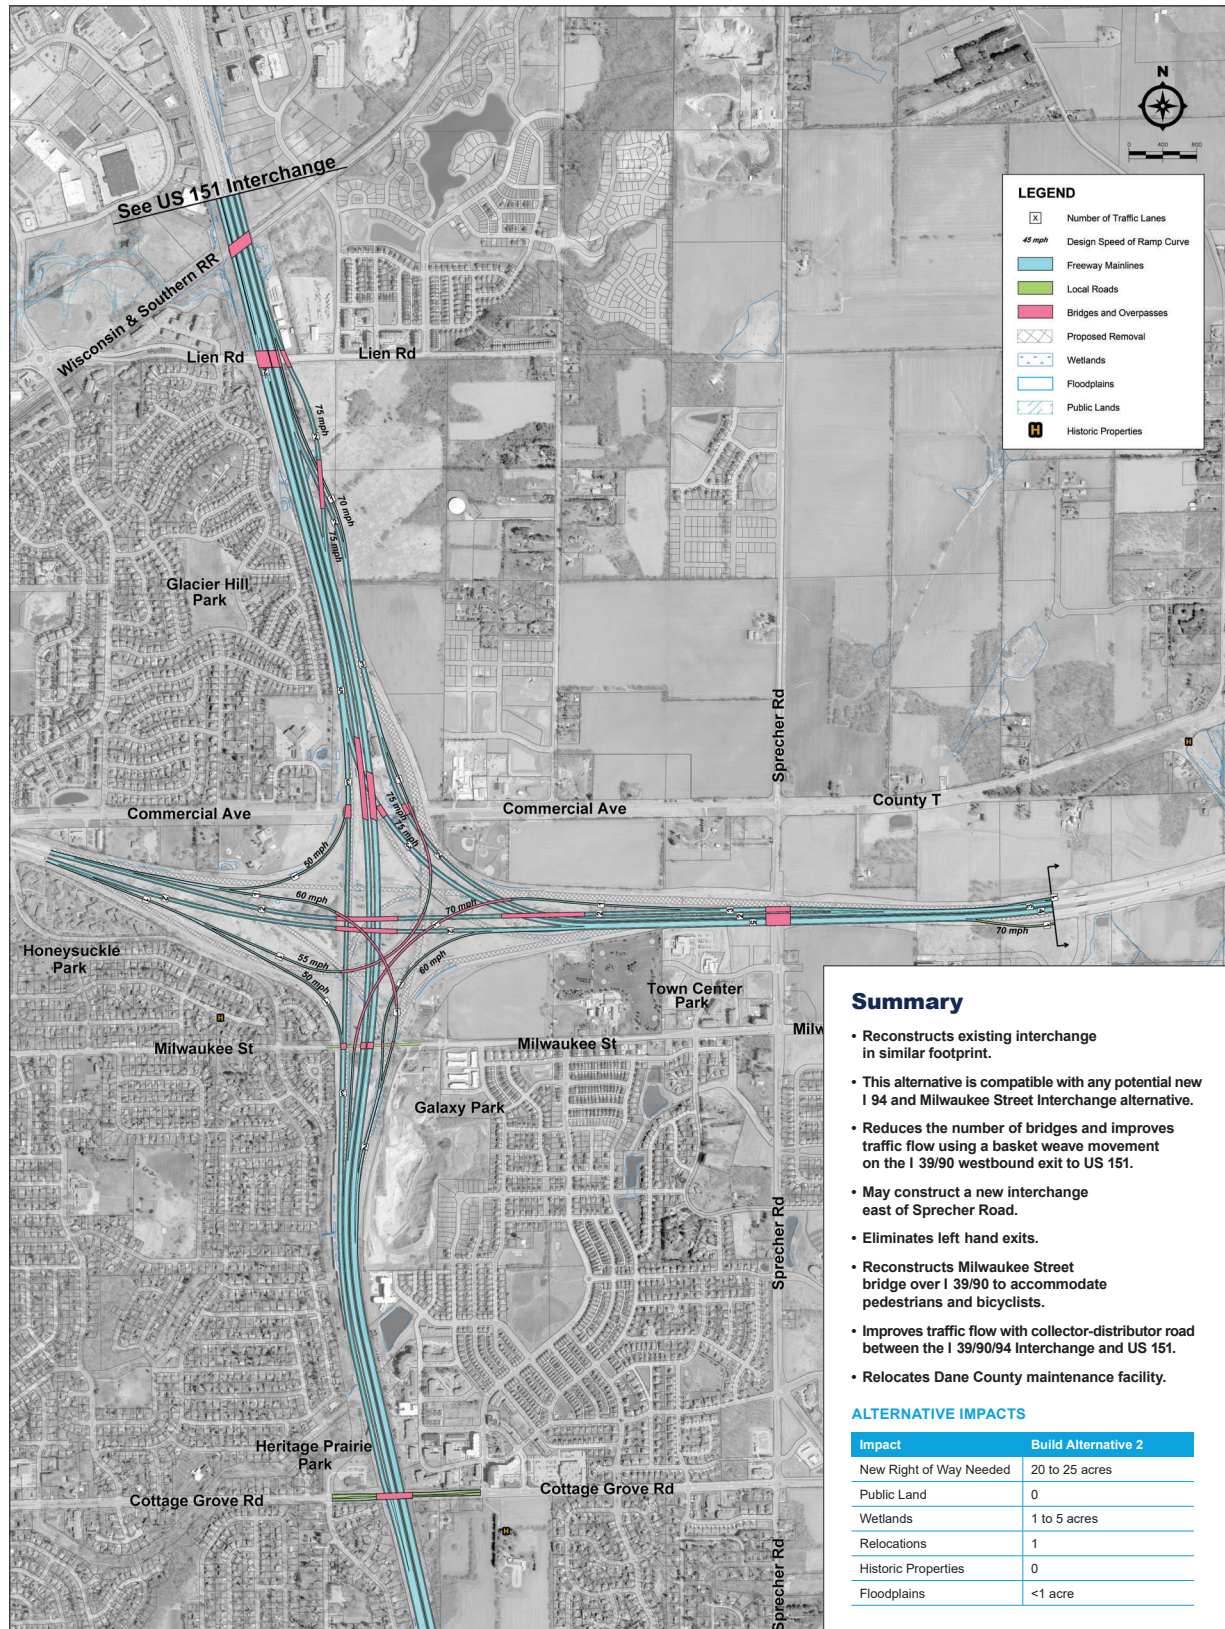 N
0 400 800
See US 151 Interchange
LEGEND
X Number of Traffic Lanes
45 mph Design Speed of Ramp Curve
Freeway Mainlines
Local Roads
Bridges and Overpasses
Proposed Removal
Wetlands
Floodplains
Public Lands
H Historic Properties
Wisconsin & Southern RR
Lien Rd
Lien Rd
75 mph
70 mph
75 mph
Glacier Hill
Park
Sprecher Rd
H
Commercial Ave
Commercial Ave
County T
75 mph
75 mph
50 mph
60 mph
70 mph
70 mph
Honeysuckle
Park
55 mph
50 mph
60 mph
Town Center
Park
H
Milwaukee St
Milwaukee St
Milw
Galaxy Park
Sprecher Rd
Heritage Prairie
Park
Cottage Grove Rd
Cottage Grove Rd
H
Sprecher Rd
Summary
• Reconstructs existing interchange
in similar footprint.
• This alternative is compatible with any potential new
I 94 and Milwaukee Street Interchange alternative.
• Reduces the number of bridges and improves
traffic flow using a basket weave movement
on the I 39/90 westbound exit to US 151.
• May construct a new interchange
east of Sprecher Road.
• Eliminates left hand exits.
• Reconstructs Milwaukee Street
bridge over I 39/90 to accommodate
pedestrians and bicyclists.
• Improves traffic flow with collector-distributor road
between the I 39/90/94 Interchange and US 151.
• Relocates Dane County maintenance facility.
ALTERNATIVE IMPACTS
Impact Build Alternative 2
New Right of Way Needed 20 to 25 acres
Public Land 0
Wetlands 1 to 5 acres
Relocations 1
Historic Properties 0
Floodplains <1 acre